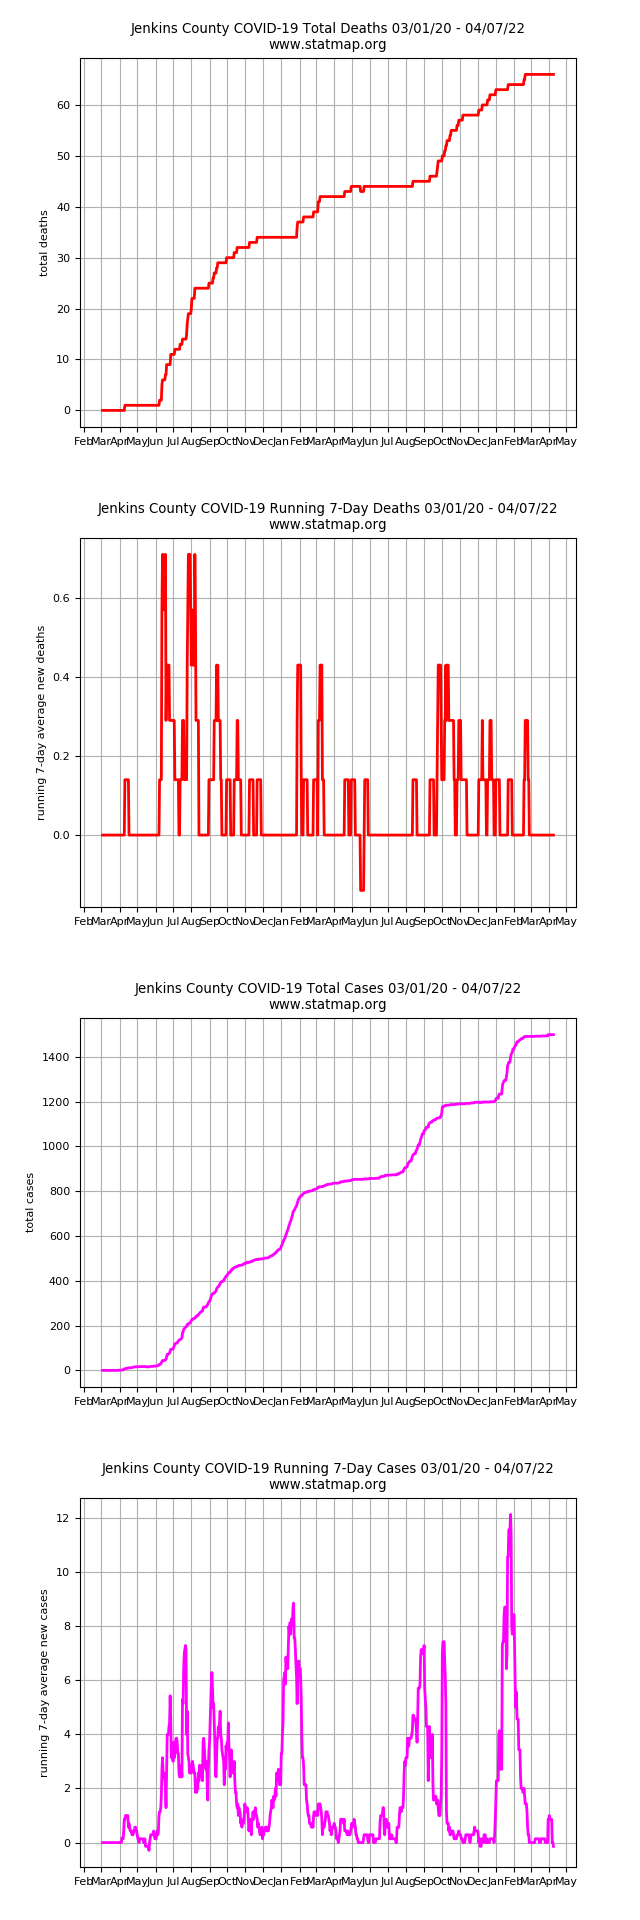 Jenkins County COVID-19 Total Deaths 03/01/20 - 04/07/22
www.statmap.org
total deaths
60
50
40
30
20
10
0
Feb Mar Apr May Jun Jul Aug Sep Oct Nov Dec Jan Feb Mar Apr May Jun Jul Aug Sep Oct Nov Dec Jan Feb Mar Apr May
Jenkins County COVID-19 Running 7-Day Deaths 03/01/20 - 04/07/22
www.statmap.org
running 7-day average new deaths
0.6
0.4
0.2
0.0
Feb Mar Apr May Jun Jul Aug Sep Oct Nov Dec Jan Feb Mar Apr May Jun Jul Aug Sep Oct Nov Dec Jan Feb Mar Apr May
Jenkins County COVID-19 Total Cases 03/01/20 - 04/07/22
www.statmap.org
total cases
1400
1200
1000
800
600
400
200
0
Feb Mar Apr May Jun Jul Aug Sep Oct Nov Dec Jan Feb Mar Apr May Jun Jul Aug Sep Oct Nov Dec Jan Feb Mar Apr May
Jenkins County COVID-19 Running 7-Day Cases 03/01/20 - 04/07/22
www.statmap.org
running 7-day average new cases
12
10
8
6
4
2
0
Feb Mar Apr May Jun Jul Aug Sep Oct Nov Dec Jan Feb Mar Apr May Jun Jul Aug Sep Oct Nov Dec Jan Feb Mar Apr May